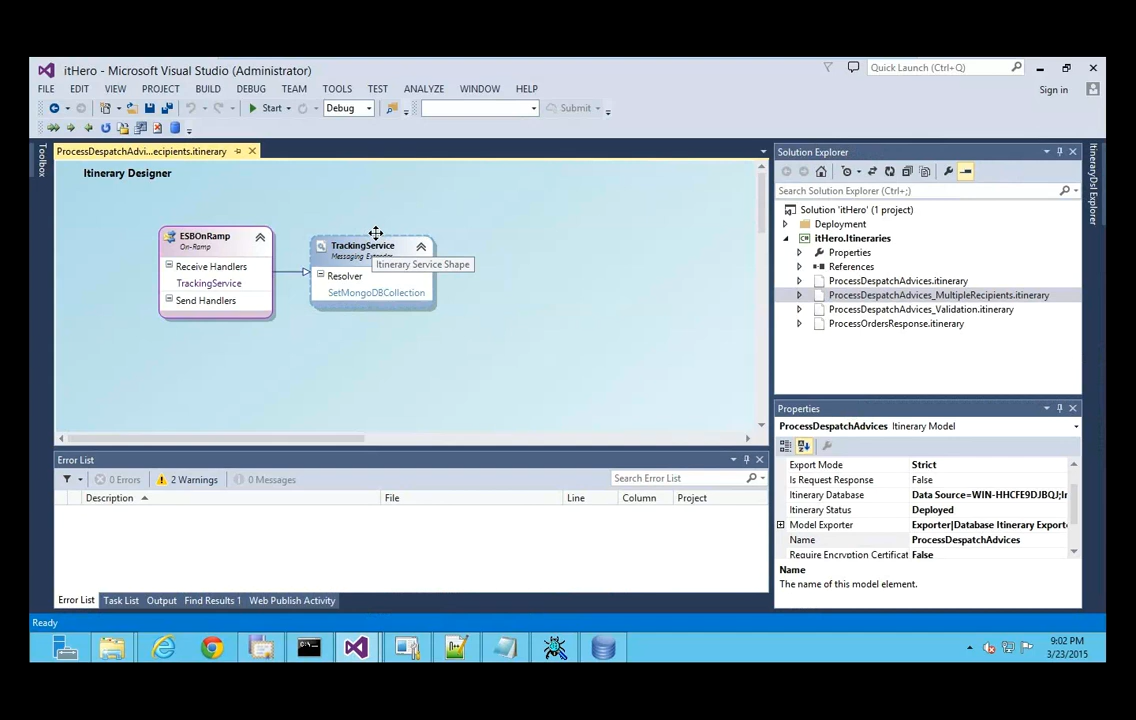 itHero - Microsoft Visual Studio (Administrator)
Quick Launch (Ctrl+Q)
FILE EDIT VIEW PROJECT BUILD DEBUG TEAM TOOLS TEST ANALYZE WINDOW HELP
Sign in
Start Debug Submit
Toolbox
ProcessDespatchAdvi...ecipients.itinerary
Itinerary Designer
ESBOnRamp
On-Ramp
Receive Handlers
TrackingService
Send Handlers
TrackingService
Messaging Extender
Itinerary Service Shape
Resolver
SetMongoDBCollection
Solution Explorer
Search Solution Explorer (Ctrl+;)
Solution 'itHero' (1 project)
Deployment
itHero.Itineraries
Properties
References
ProcessDespatchAdvices.itinerary
ProcessDespatchAdvices_MultipleRecipients.itinerary
ProcessDespatchAdvices_Validation.itinerary
ProcessOrdersResponse.itinerary
ItineraryDsl Explorer
Properties
ProcessDespatchAdvices Itinerary Model
Export Mode Strict
Is Request Response False
Itinerary Database Data Source=WIN-HHCFE9DJBQJ;I
Itinerary Status Deployed
Model Exporter Exporter|Database Itinerary Export
Name ProcessDespatchAdvices
Require Encryption Certificat False
Name
The name of this model element.
Error List
0 Errors 2 Warnings 0 Messages
Search Error List
Description File Line Column Project
Error List Task List Output Find Results 1 Web Publish Activity
Ready
9:02 PM
3/23/2015